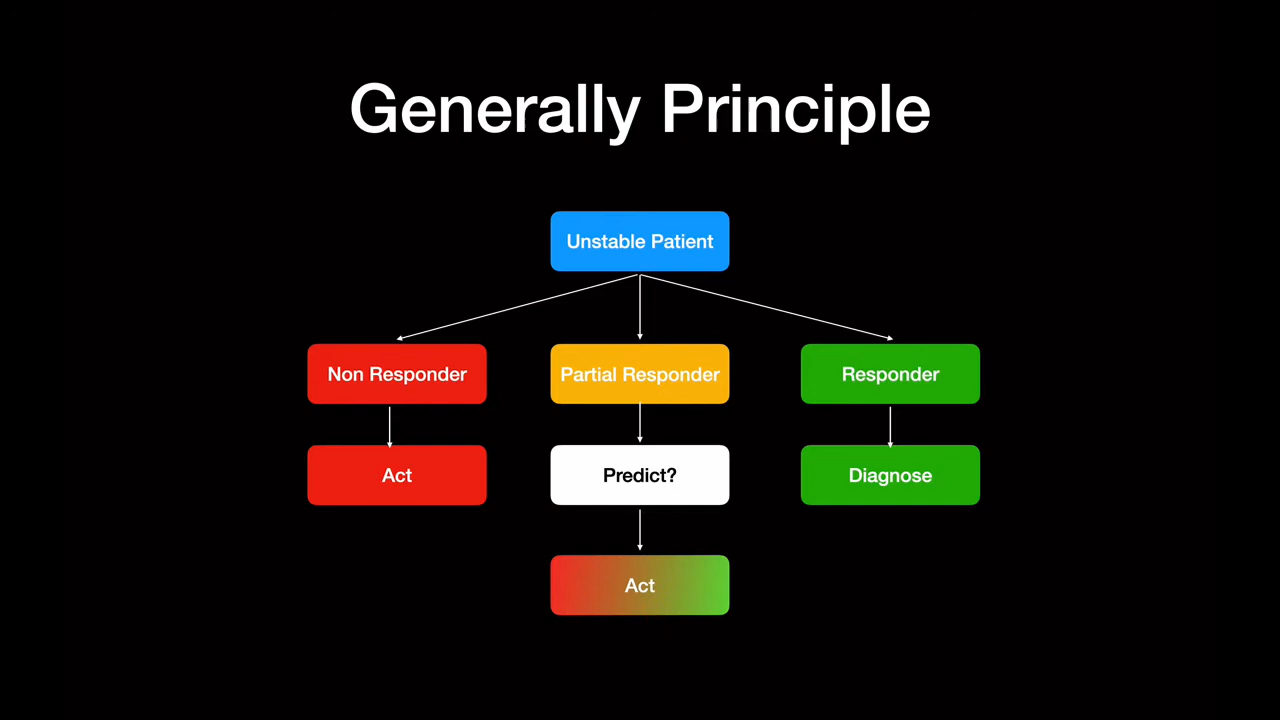 Generally Principle
Unstable Patient
Non Responder
Partial Responder
Responder
Act
Predict?
Diagnose
Act